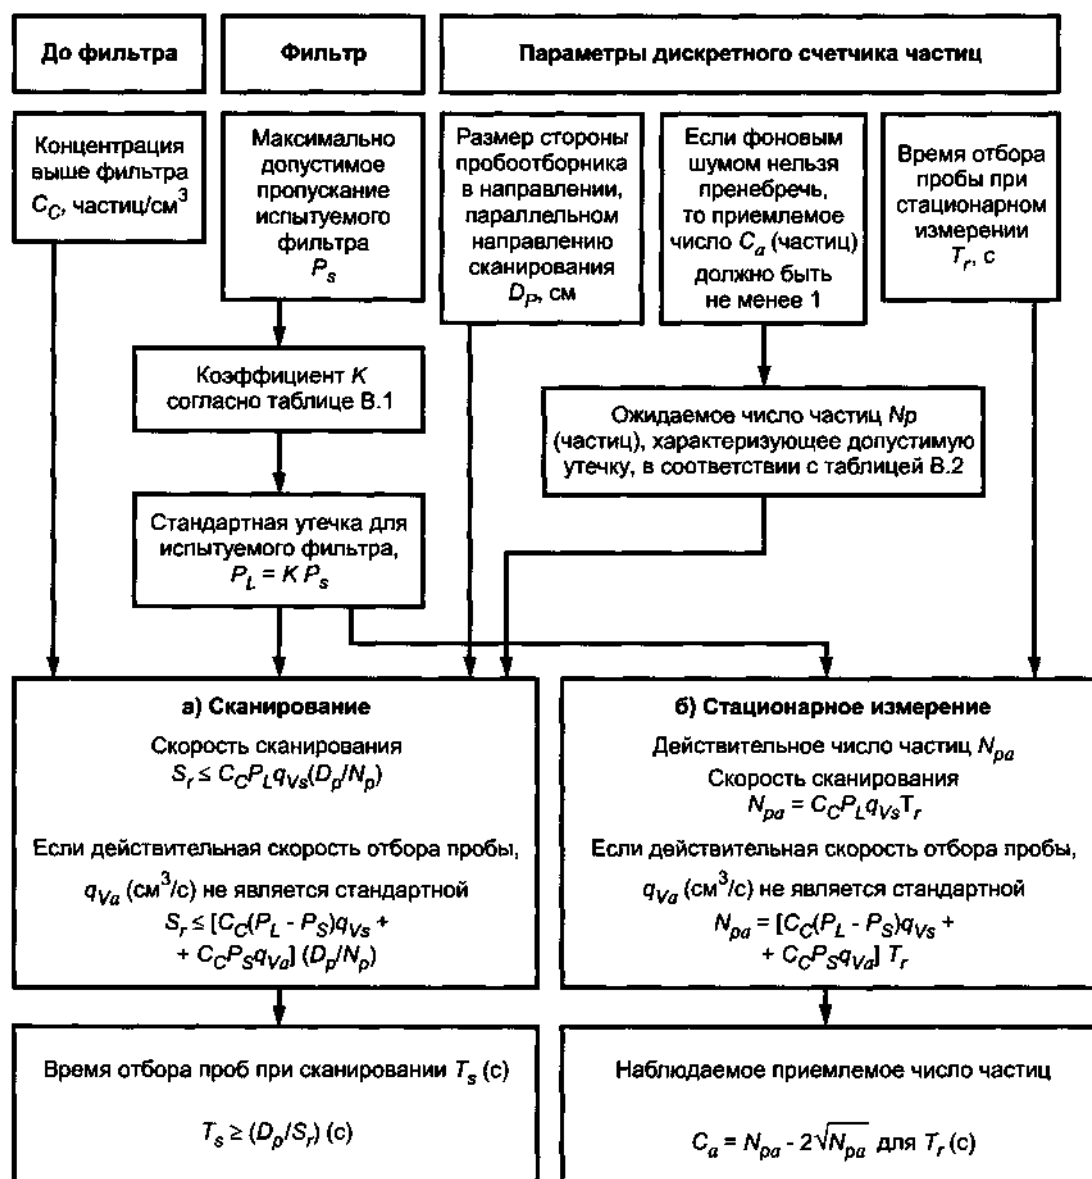 До фильтра
Фильтр
Параметры дискретного счетчика частиц
Концентрация
выше фильтра
C_C, частиц/см³
Максимально
допустимое
пропускание
испытуемого
фильтра
P_s
Размер стороны
пробоотборника
в направлении,
параллельном
направлению
сканирования
D_P, см
Если фоновым
шумом нельзя
пренебречь,
то приемлемое
число C_a (частиц)
должно быть
не менее 1
Время отбора
пробы при
стационарном
измерении
T_r, с
Коэффициент K
согласно таблице В.1
Ожидаемое число частиц Np
(частиц), характеризующее допустимую
утечку, в соответствии с таблицей В.2
Стандартная утечка для
испытуемого фильтра,
P_L = K P_s
а) Сканирование
Скорость сканирования
S_r ≤ C_C P_L q_Vs (D_p/N_p)
Если действительная скорость отбора пробы,
q_Va (см³/с) не является стандартной
S_r ≤ [C_C(P_L - P_S)q_Vs +
+ C_C P_S q_Va] (D_p/N_p)
б) Стационарное измерение
Действительное число частиц N_pa
Скорость сканирования
N_pa = C_C P_L q_Vs T_r
Если действительная скорость отбора пробы,
q_Va (см³/с) не является стандартной
N_pa = [C_C(P_L - P_S)q_Vs +
+ C_C P_S q_Va] T_r
Время отбора проб при сканировании T_s (с)
T_s ≥ (D_p/S_r) (с)
Наблюдаемое приемлемое число частиц
C_a = N_pa - 2√N_pa для T_r (с)